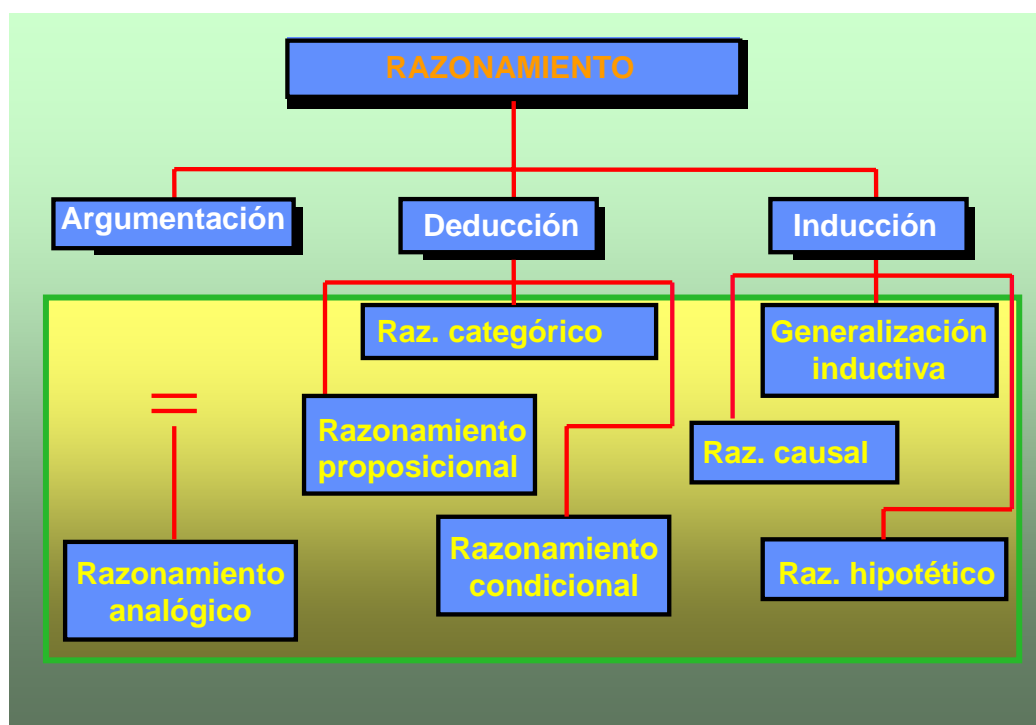 RAZONAMIENTO
Argumentación
Deducción
Inducción
Raz. categórico
Generalización
inductiva
=
Razonamiento
proposicional
Raz. causal
Razonamiento
analógico
Razonamiento
condicional
Raz. hipotético